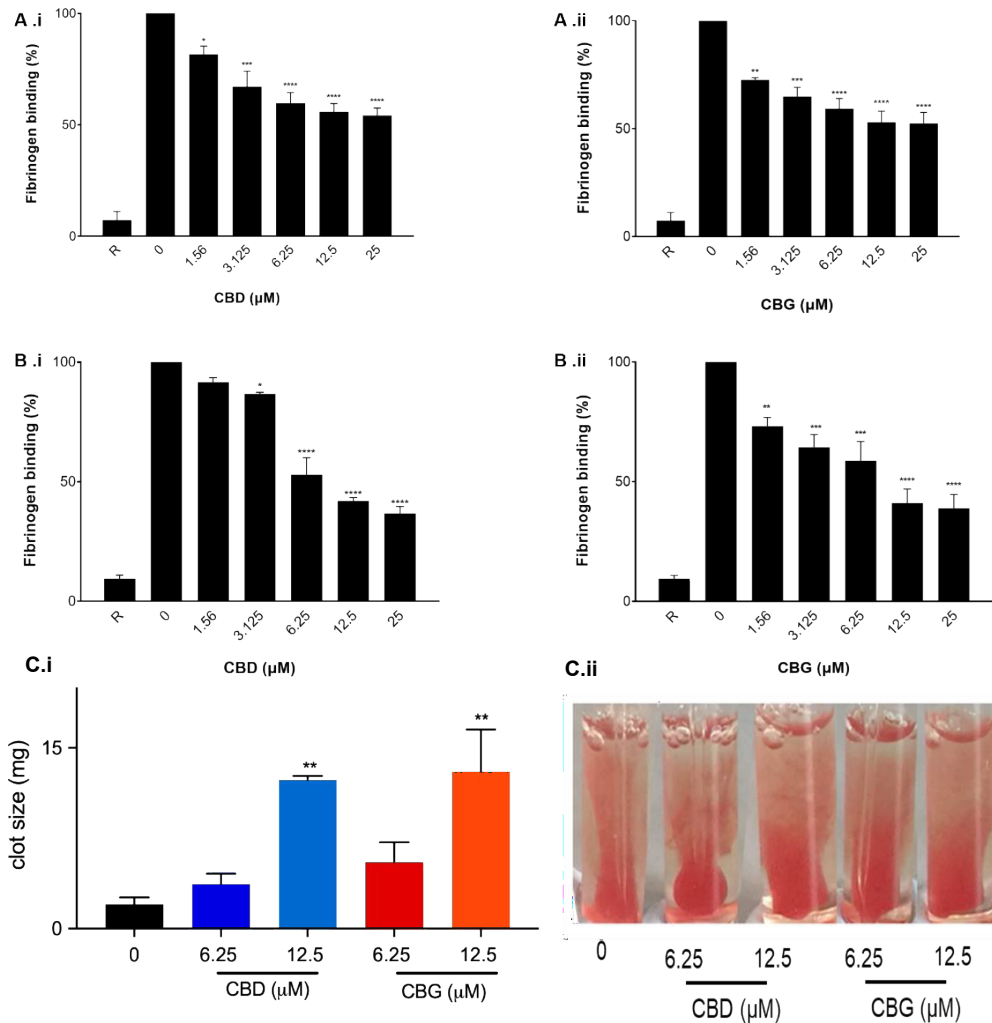 A .i
Fibrinogen binding (%)
100
50
0
* *** **** **** ****
R 0 1.56 3.125 6.25 12.5 25
CBD (µM)
A .ii
Fibrinogen binding (%)
100
50
0
** *** **** **** ****
R 0 1.56 3.125 6.25 12.5 25
CBG (µM)
B .i
Fibrinogen binding (%)
100
50
0
* **** **** ****
R 0 1.56 3.125 6.25 12.5 25
CBD (µM)
B .ii
Fibrinogen binding (%)
100
50
0
** *** *** **** ****
R 0 1.56 3.125 6.25 12.5 25
CBG (µM)
C.i
clot size (mg)
15
0
** **
0 6.25 12.5 6.25 12.5
CBD (µM) CBG (µM)
C.ii
0 6.25 12.5 6.25 12.5
CBD (µM) CBG (µM)